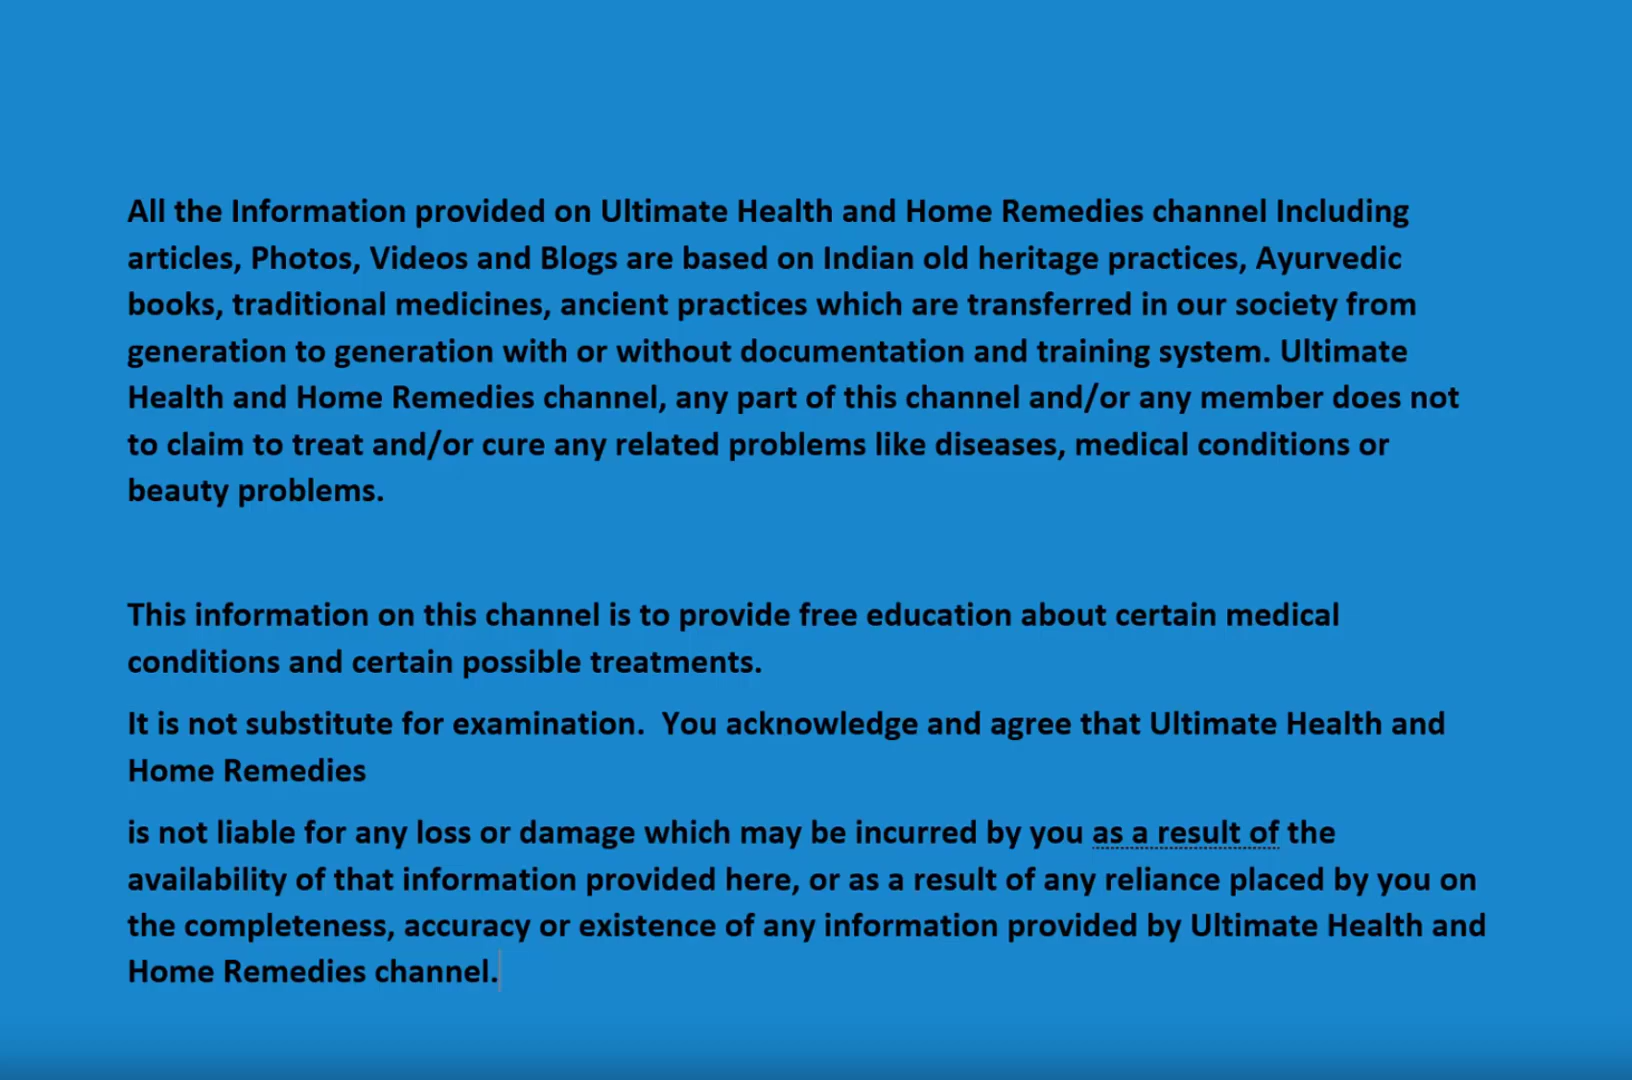 All the Information provided on Ultimate Health and Home Remedies channel Including
articles, Photos, Videos and Blogs are based on Indian old heritage practices, Ayurvedic
books, traditional medicines, ancient practices which are transferred in our society from
generation to generation with or without documentation and training system. Ultimate
Health and Home Remedies channel, any part of this channel and/or any member does not
to claim to treat and/or cure any related problems like diseases, medical conditions or
beauty problems.
This information on this channel is to provide free education about certain medical
conditions and certain possible treatments.
It is not substitute for examination.  You acknowledge and agree that Ultimate Health and
Home Remedies
is not liable for any loss or damage which may be incurred by you as a result of the
availability of that information provided here, or as a result of any reliance placed by you on
the completeness, accuracy or existence of any information provided by Ultimate Health and
Home Remedies channel.